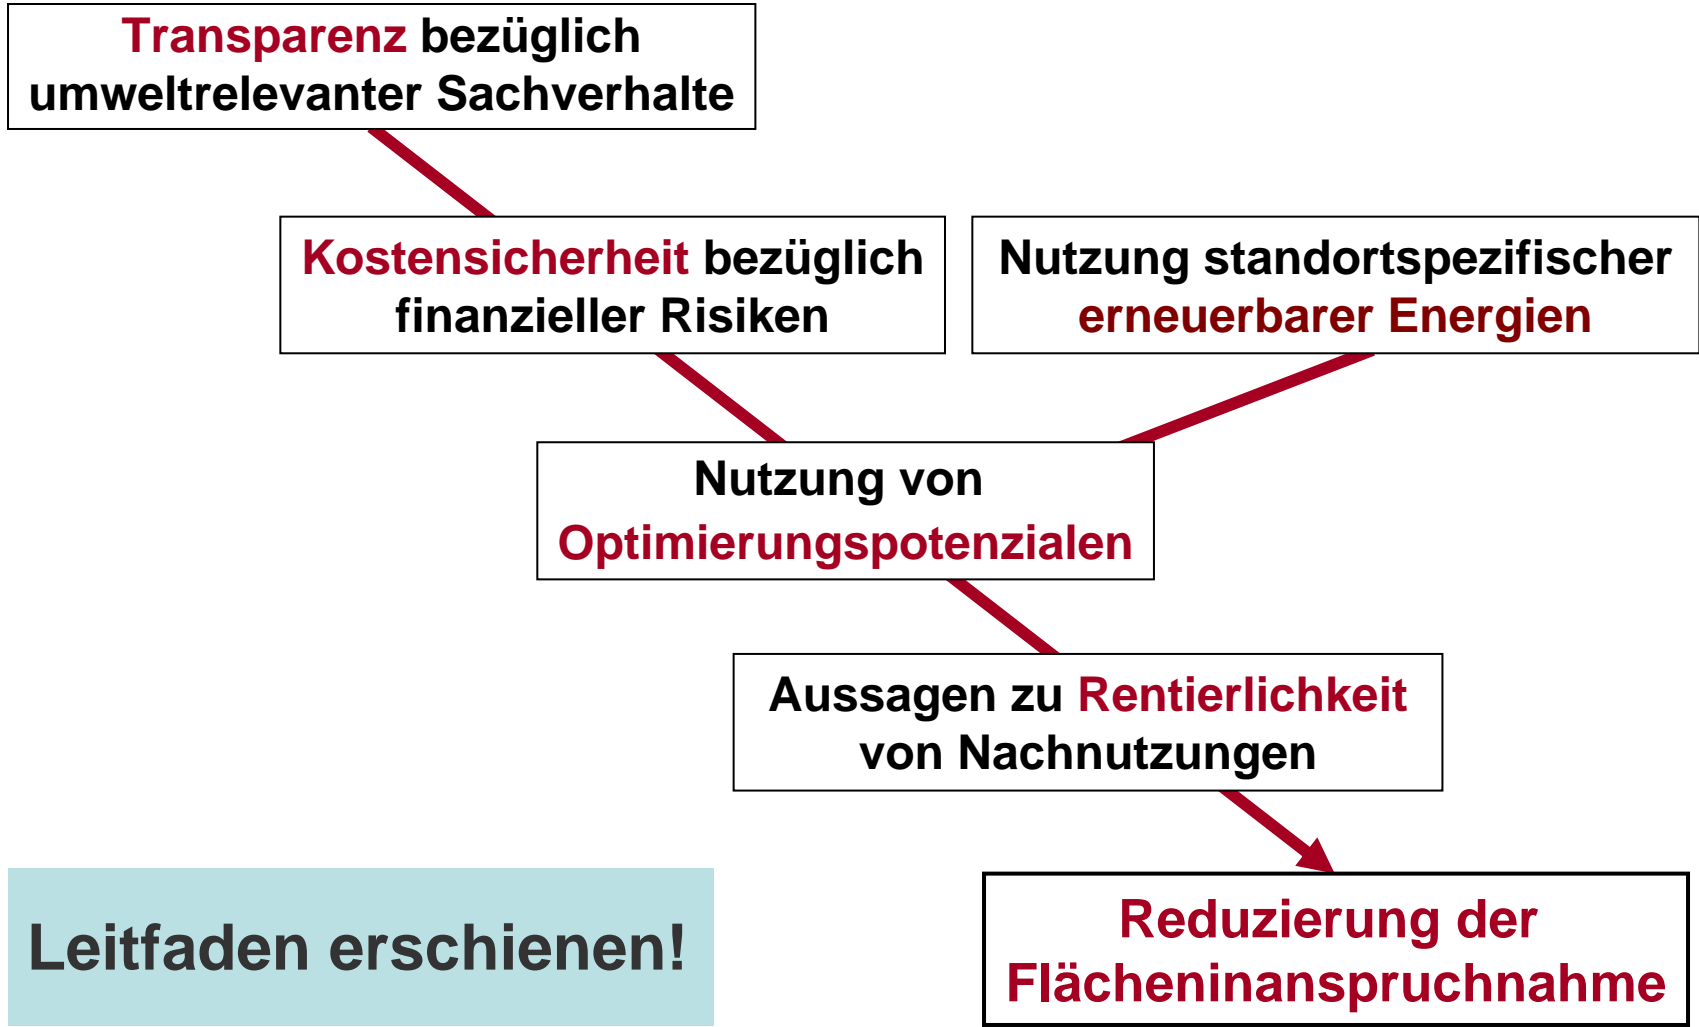 Transparenz bezüglich
umweltrelevanter Sachverhalte
Kostensicherheit bezüglich
finanzieller Risiken
Nutzung standortspezifischer
erneuerbarer Energien
Nutzung von
Optimierungspotenzialen
Aussagen zu Rentierlichkeit
von Nachnutzungen
Leitfaden erschienen!
Reduzierung der
Flächeninanspruchnahme